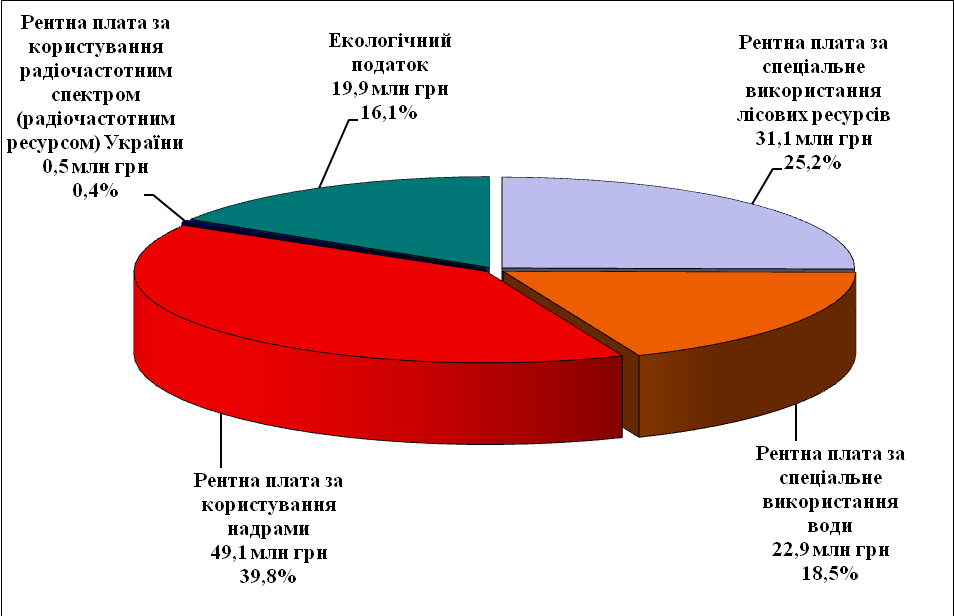 Рентна плата за
користування
радіочастотним
спектром
(радіочастотним
ресурсом) України
0,5 млн грн
0,4%
Екологічний
податок
19,9 млн грн
16,1%
Рентна плата за
спеціальне
використання
лісових ресурсів
31,1 млн грн
25,2%
Рентна плата за
користування
надрами
49,1 млн грн
39,8%
Рентна плата за
спеціальне
використання
води
22,9 млн грн
18,5%